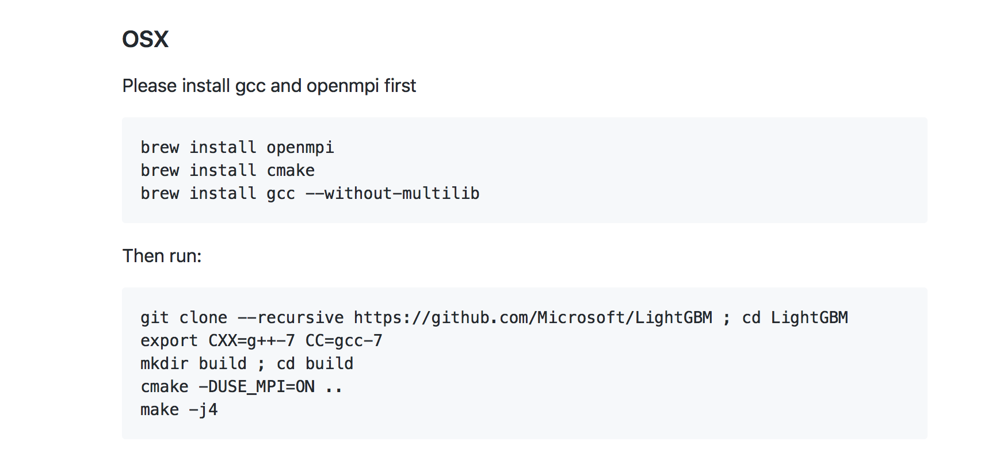 OSX
Please install gcc and openmpi first
brew install openmpi
brew install cmake
brew install gcc --without-multilib
Then run:
git clone --recursive https://github.com/Microsoft/LightGBM ; cd LightGBM
export CXX=g++-7 CC=gcc-7
mkdir build ; cd build
cmake -DUSE_MPI=ON ..
make -j4